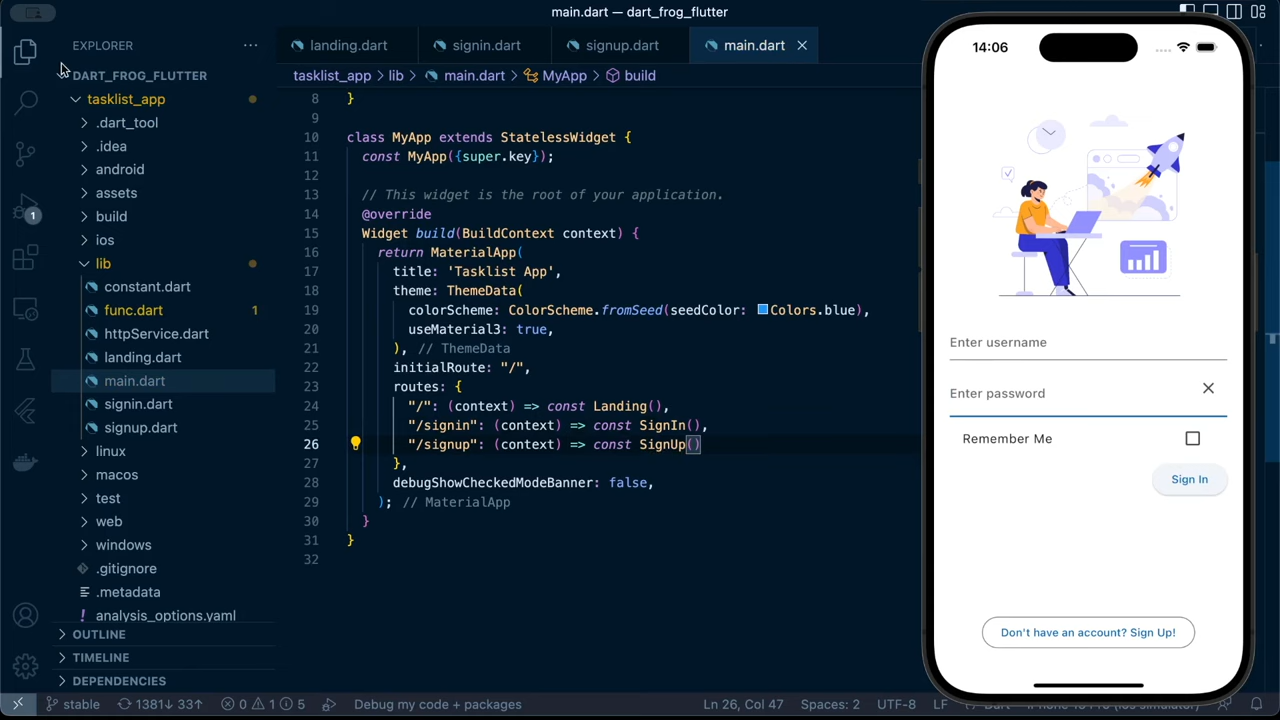 main.dart — dart_frog_flutter
EXPLORER
DART_FROG_FLUTTER
tasklist_app
.dart_tool
.idea
android
assets
build
ios
lib
constant.dart
func.dart 1
httpService.dart
landing.dart
main.dart
signin.dart
signup.dart
linux
macos
test
web
windows
.gitignore
.metadata
analysis_options.yaml
OUTLINE
TIMELINE
DEPENDENCIES
1
landing.dart signin.dart signup.dart main.dart
tasklist_app > lib > main.dart > MyApp > build
8 }
9
10 class MyApp extends StatelessWidget {
11 const MyApp({super.key});
12
13 // This widget is the root of your application.
14 @override
15 Widget build(BuildContext context) {
16 return MaterialApp(
17 title: 'Tasklist App',
18 theme: ThemeData(
19 colorScheme: ColorScheme.fromSeed(seedColor: Colors.blue),
20 useMaterial3: true,
21 ), // ThemeData
22 initialRoute: "/",
23 routes: {
24 "/": (context) => const Landing(),
25 "/signin": (context) => const SignIn(),
26 "/signup": (context) => const SignUp()
27 },
28 debugShowCheckedModeBanner: false,
29 ); // MaterialApp
30 }
31 }
32
14:06
Enter username
Enter password
Remember Me
Sign In
Don't have an account? Sign Up!
stable 1381↓ 33↑ 0 1 5 Debug my code + packages Ln 26, Col 47 Spaces: 2 UTF-8 LF